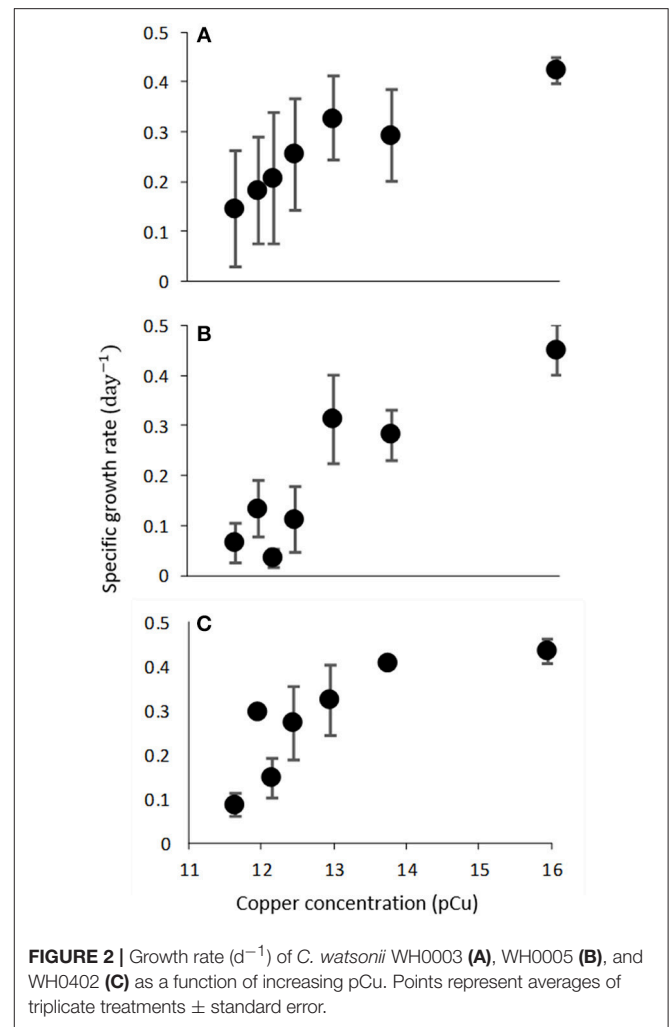 A
0.5
0.4
0.3
0.2
0.1
0
B
0.5
0.4
0.3
0.2
0.1
0
Specific growth rate (day⁻¹)
C
0.5
0.4
0.3
0.2
0.1
0
11 12 13 14 15 16
Copper concentration (pCu)
FIGURE 2 | Growth rate (d⁻¹) of C. watsonii WH0003 (A), WH0005 (B), and
WH0402 (C) as a function of increasing pCu. Points represent averages of
triplicate treatments ± standard error.